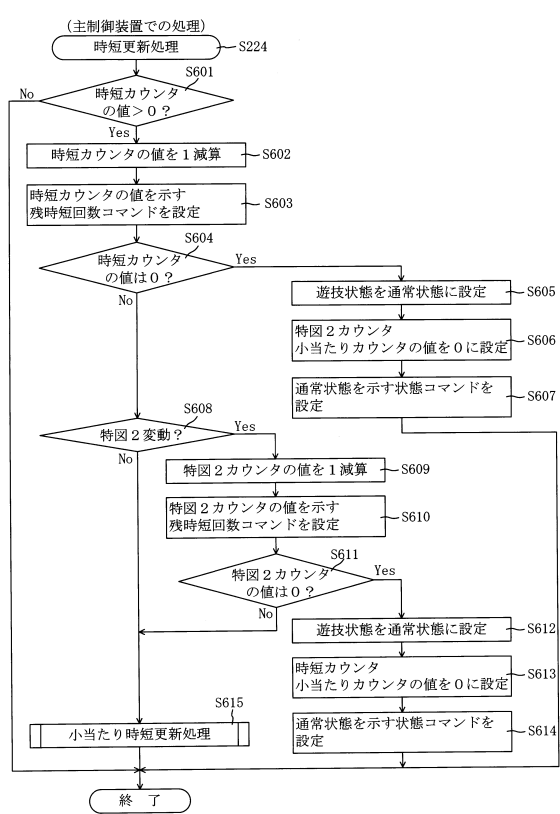 (主制御装置での処理)
時短更新処理
S224
S601
時短カウンタ
の値>0?
No
Yes
時短カウンタの値を1減算
S602
時短カウンタの値を示す
残時短回数コマンドを設定
S603
S604
時短カウンタ
の値は0?
Yes
No
遊技状態を通常状態に設定
S605
特図2カウンタ
小当たりカウンタの値を0に設定
S606
通常状態を示す状態コマンドを
設定
S607
S608
特図2変動?
Yes
No
特図2カウンタの値を1減算
S609
特図2カウンタの値を示す
残時短回数コマンドを設定
S610
S611
特図2カウンタ
の値は0?
Yes
No
遊技状態を通常状態に設定
S612
時短カウンタ
小当たりカウンタの値を0に設定
S613
通常状態を示す状態コマンドを
設定
S614
S615
小当たり時短更新処理
終 了